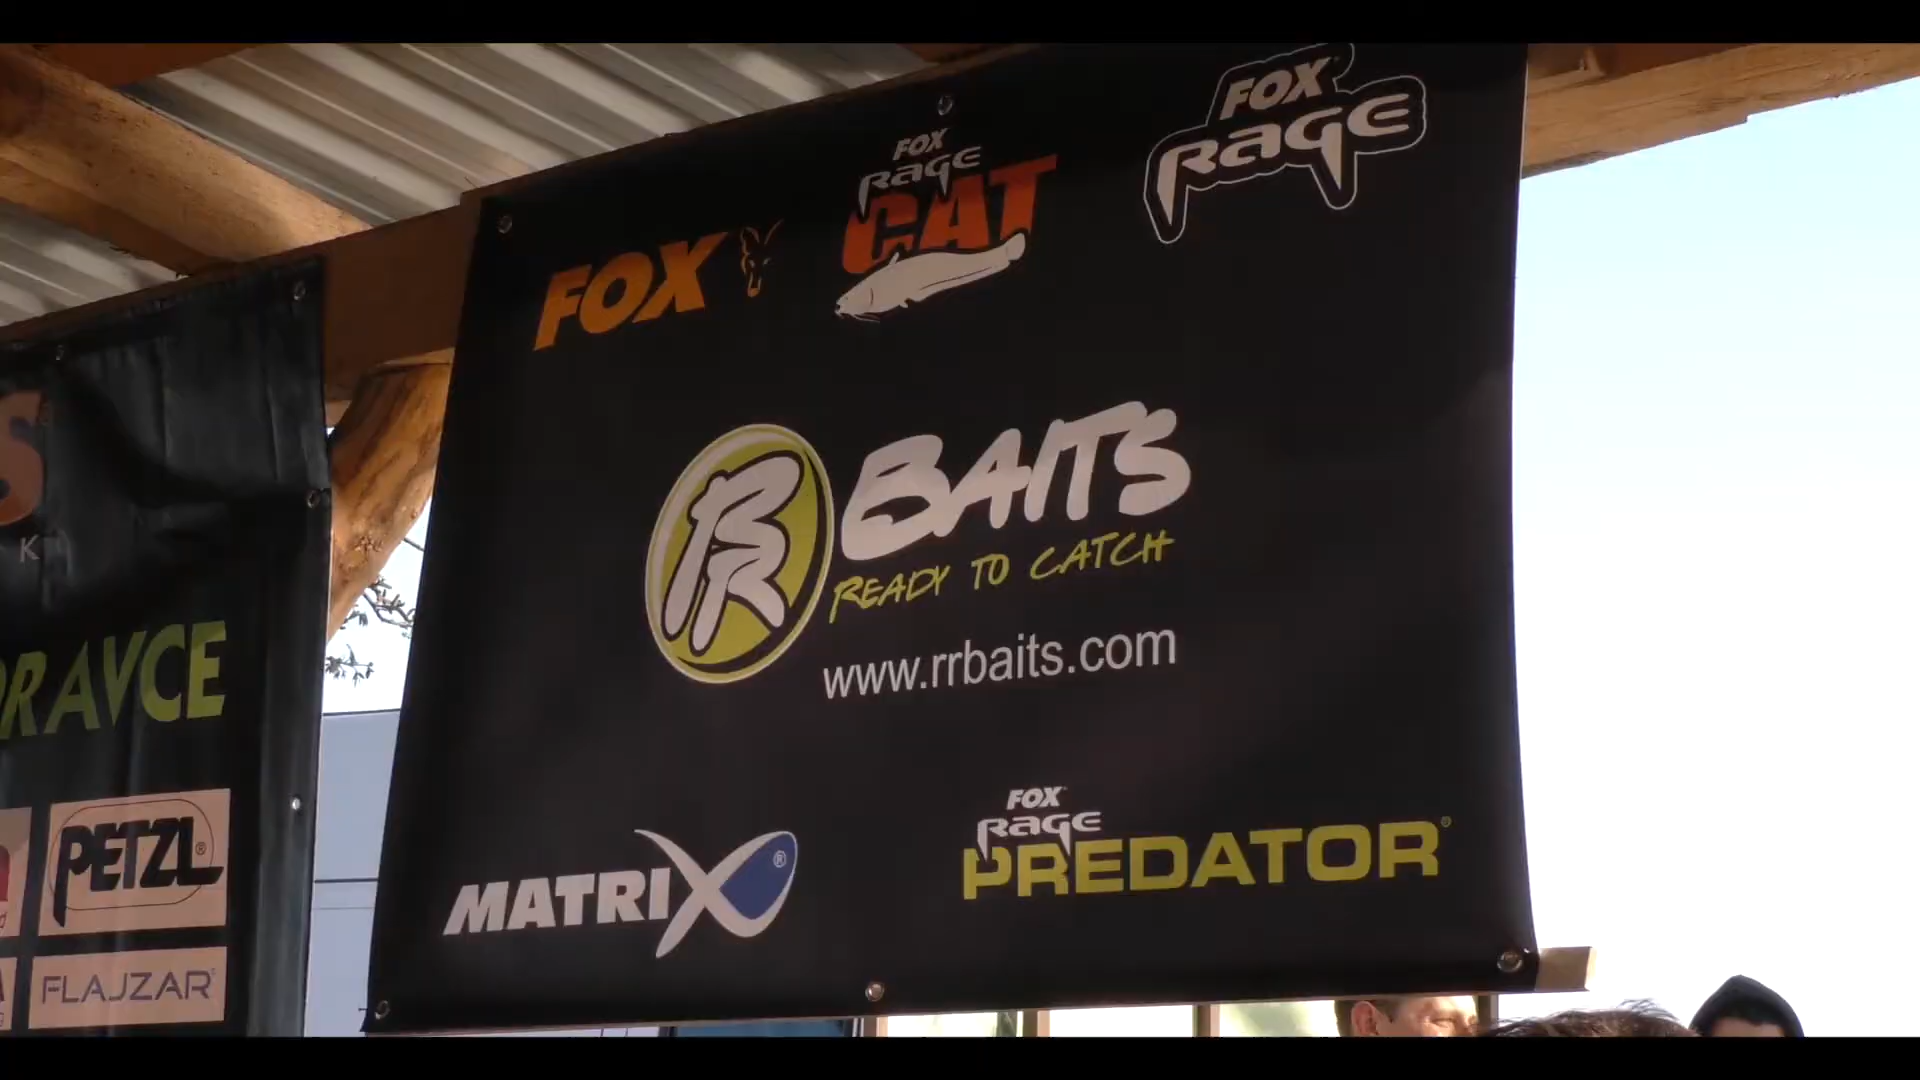 FOX
RAGE
FOX
RAGE
CAT
FOX
RR
BAITS
READY TO CATCH
www.rrbaits.com
FOX
RAGE
PREDATOR®
MATRIX®
PETZL®
FLAJZAR